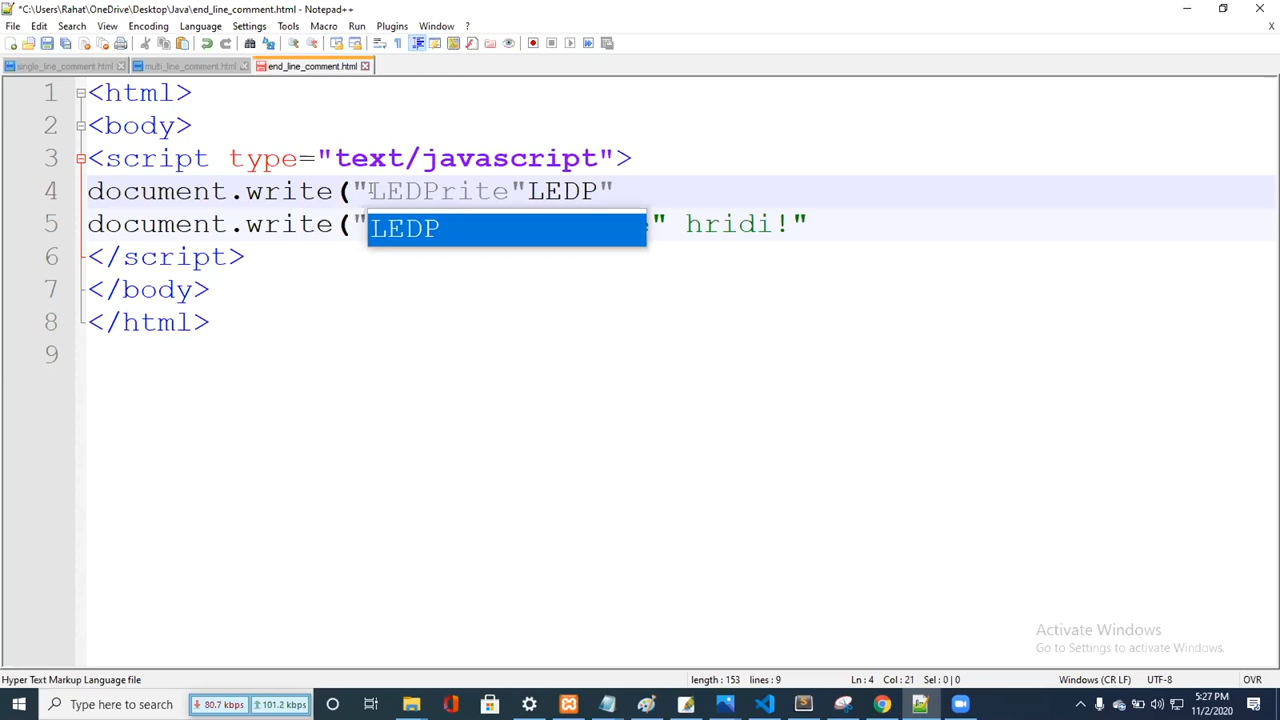 *C:\Users\Rahat\OneDrive\Desktop\Java\end_line_comment.html - Notepad++
File Edit Search View Encoding Language Settings Tools Macro Run Plugins Window ?
X
single_line_comment.html multi_line_comment.html end_line_comment.html
1 <html>
2 <body>
3 <script type="text/javascript">
4 document.write("LEDPrite"LEDP"
5 document.write(" " hridi!"
LEDP
6 </script>
7 </body>
8 </html>
9
Activate Windows
Go to Settings to activate Windows.
Hyper Text Markup Language file length : 153 lines : 9 Ln : 4 Col : 21 Sel : 0 | 0 Windows (CR LF) UTF-8 OVR
Type here to search 80.7 kbps 101.2 kbps 5:27 PM
11/2/2020